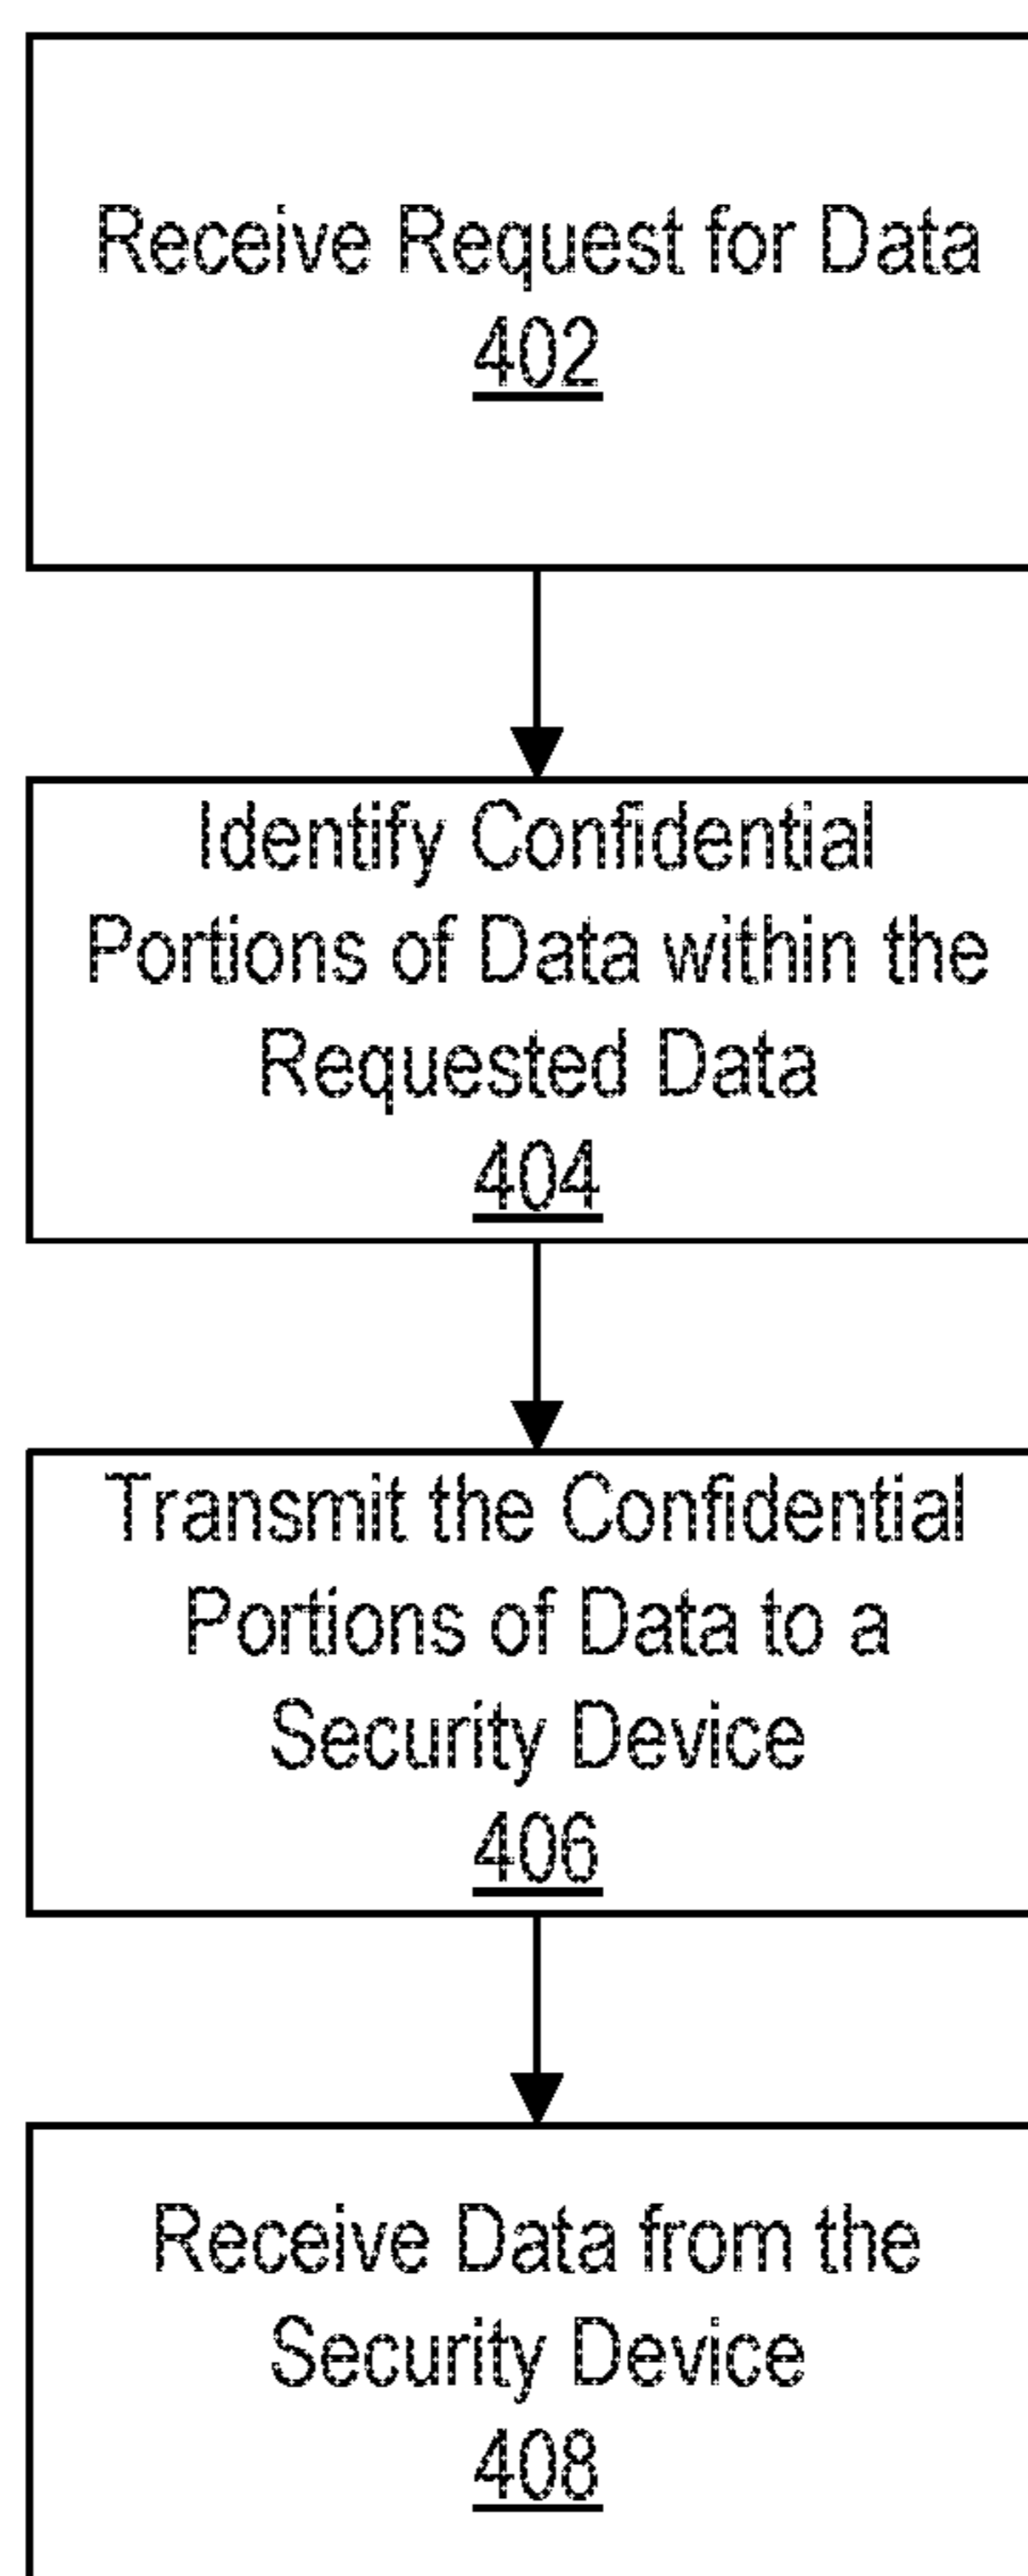 Receive Request for Data
402
Identify Confidential
Portions of Data within the
Requested Data
404
Transmit the Confidential
Portions of Data to a
Security Device
406
Receive Data from the
Security Device
408